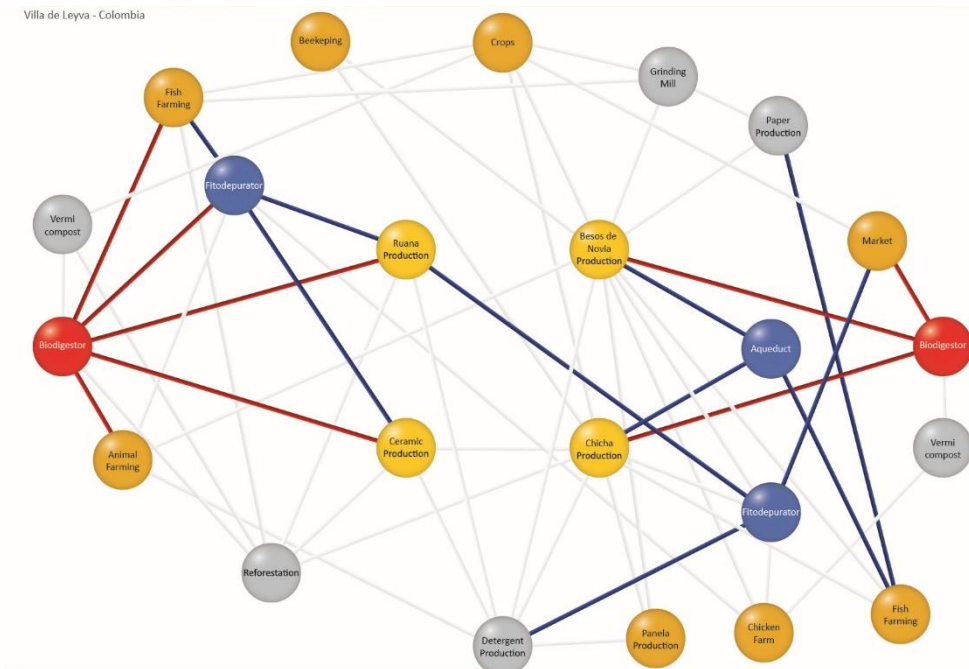 Villa de Leyva - Colombia
Beekeping
Crops
Grinding
Mill
Fish
Farming
Paper
Production
Fitodepurator
Vermi
compost
Ruana
Production
Besos de
Novia
Production
Market
Biodigestor
Aqueduct
Biodigestor
Animal
Farming
Ceramic
Production
Chicha
Production
Vermi
compost
Fitodepurator
Reforestation
Fish
Farming
Detergent
Production
Panela
Production
Chicken
Farm